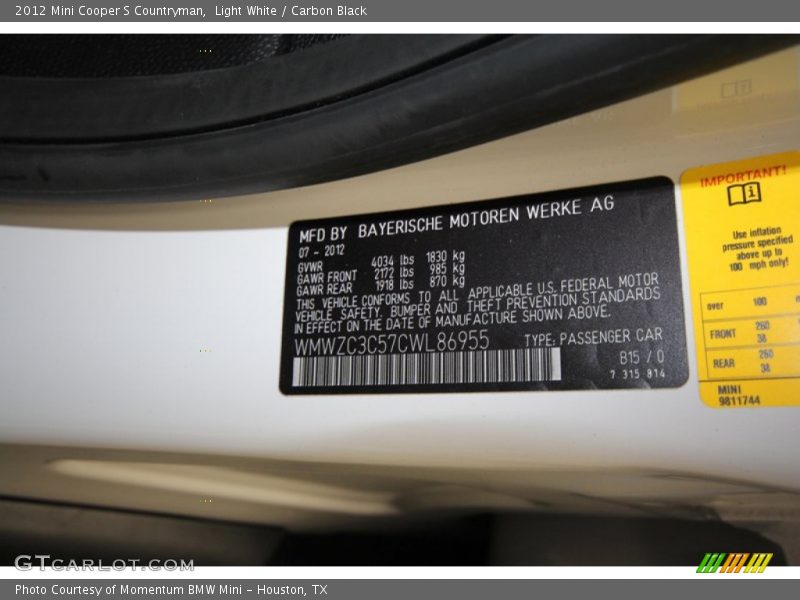 2012 Mini Cooper S Countryman, Light White / Carbon Black
MFD BY BAYERISCHE MOTOREN WERKE AG
07 - 2012
GVWR 4034 lbs 1830 kg
GAWR FRONT 2172 lbs 985 kg
GAWR REAR 1918 lbs 870 kg
THIS VEHICLE CONFORMS TO ALL APPLICABLE U.S. FEDERAL MOTOR
VEHICLE SAFETY, BUMPER AND THEFT PREVENTION STANDARDS
IN EFFECT ON THE DATE OF MANUFACTURE SHOWN ABOVE.
WMWZC3C57CWL86955 TYPE: PASSENGER CAR
B15 / 0
7 315 814
IMPORTANT!
Use inflation
pressure specified
above up to
100 mph only!
over 100
FRONT 260
38
REAR 260
38
MINI
9811744
GTCARLOT.COM
Photo Courtesy of Momentum BMW Mini - Houston, TX